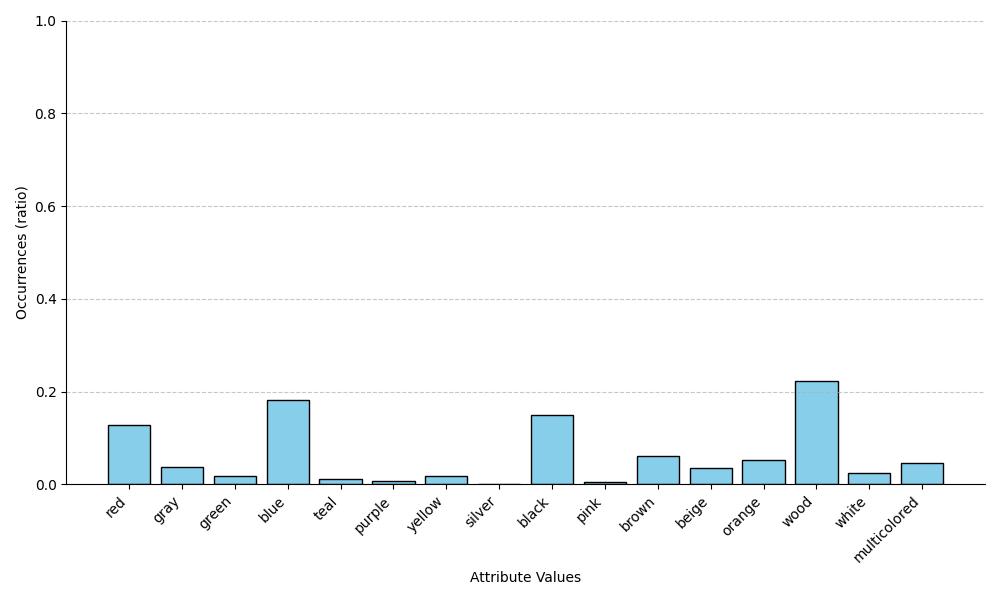 1.0
0.8
0.6
0.4
0.2
0.0
Occurrences (ratio)
red
gray
green
blue
teal
purple
yellow
silver
black
pink
brown
beige
orange
wood
white
multicolored
Attribute Values